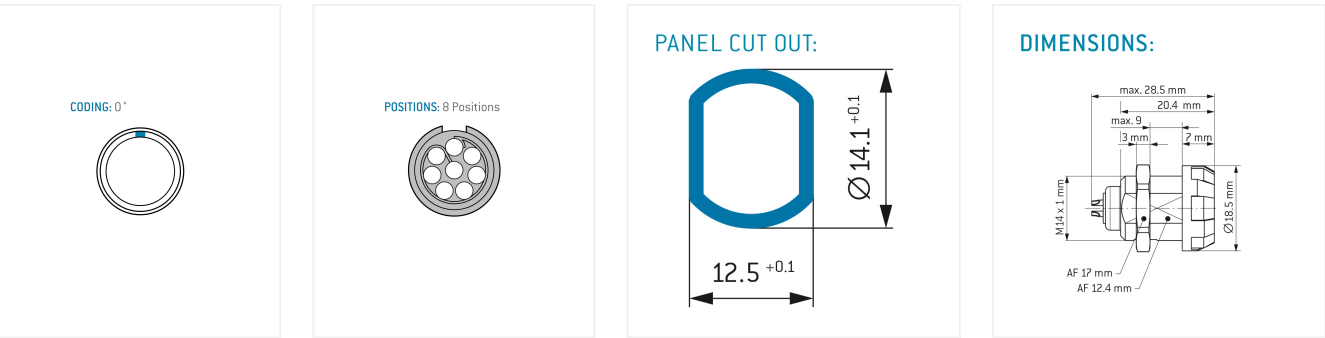 CODING: 0°
POSITIONS: 8 Positions
PANEL CUT OUT:
Ø14.1 +0.1
12.5 +0.1
DIMENSIONS:
max. 28.5 mm
20.4 mm
max. 9
3 mm
7 mm
M14 x 1 mm
Ø18.5 mm
AF 17 mm
AF 12.4 mm